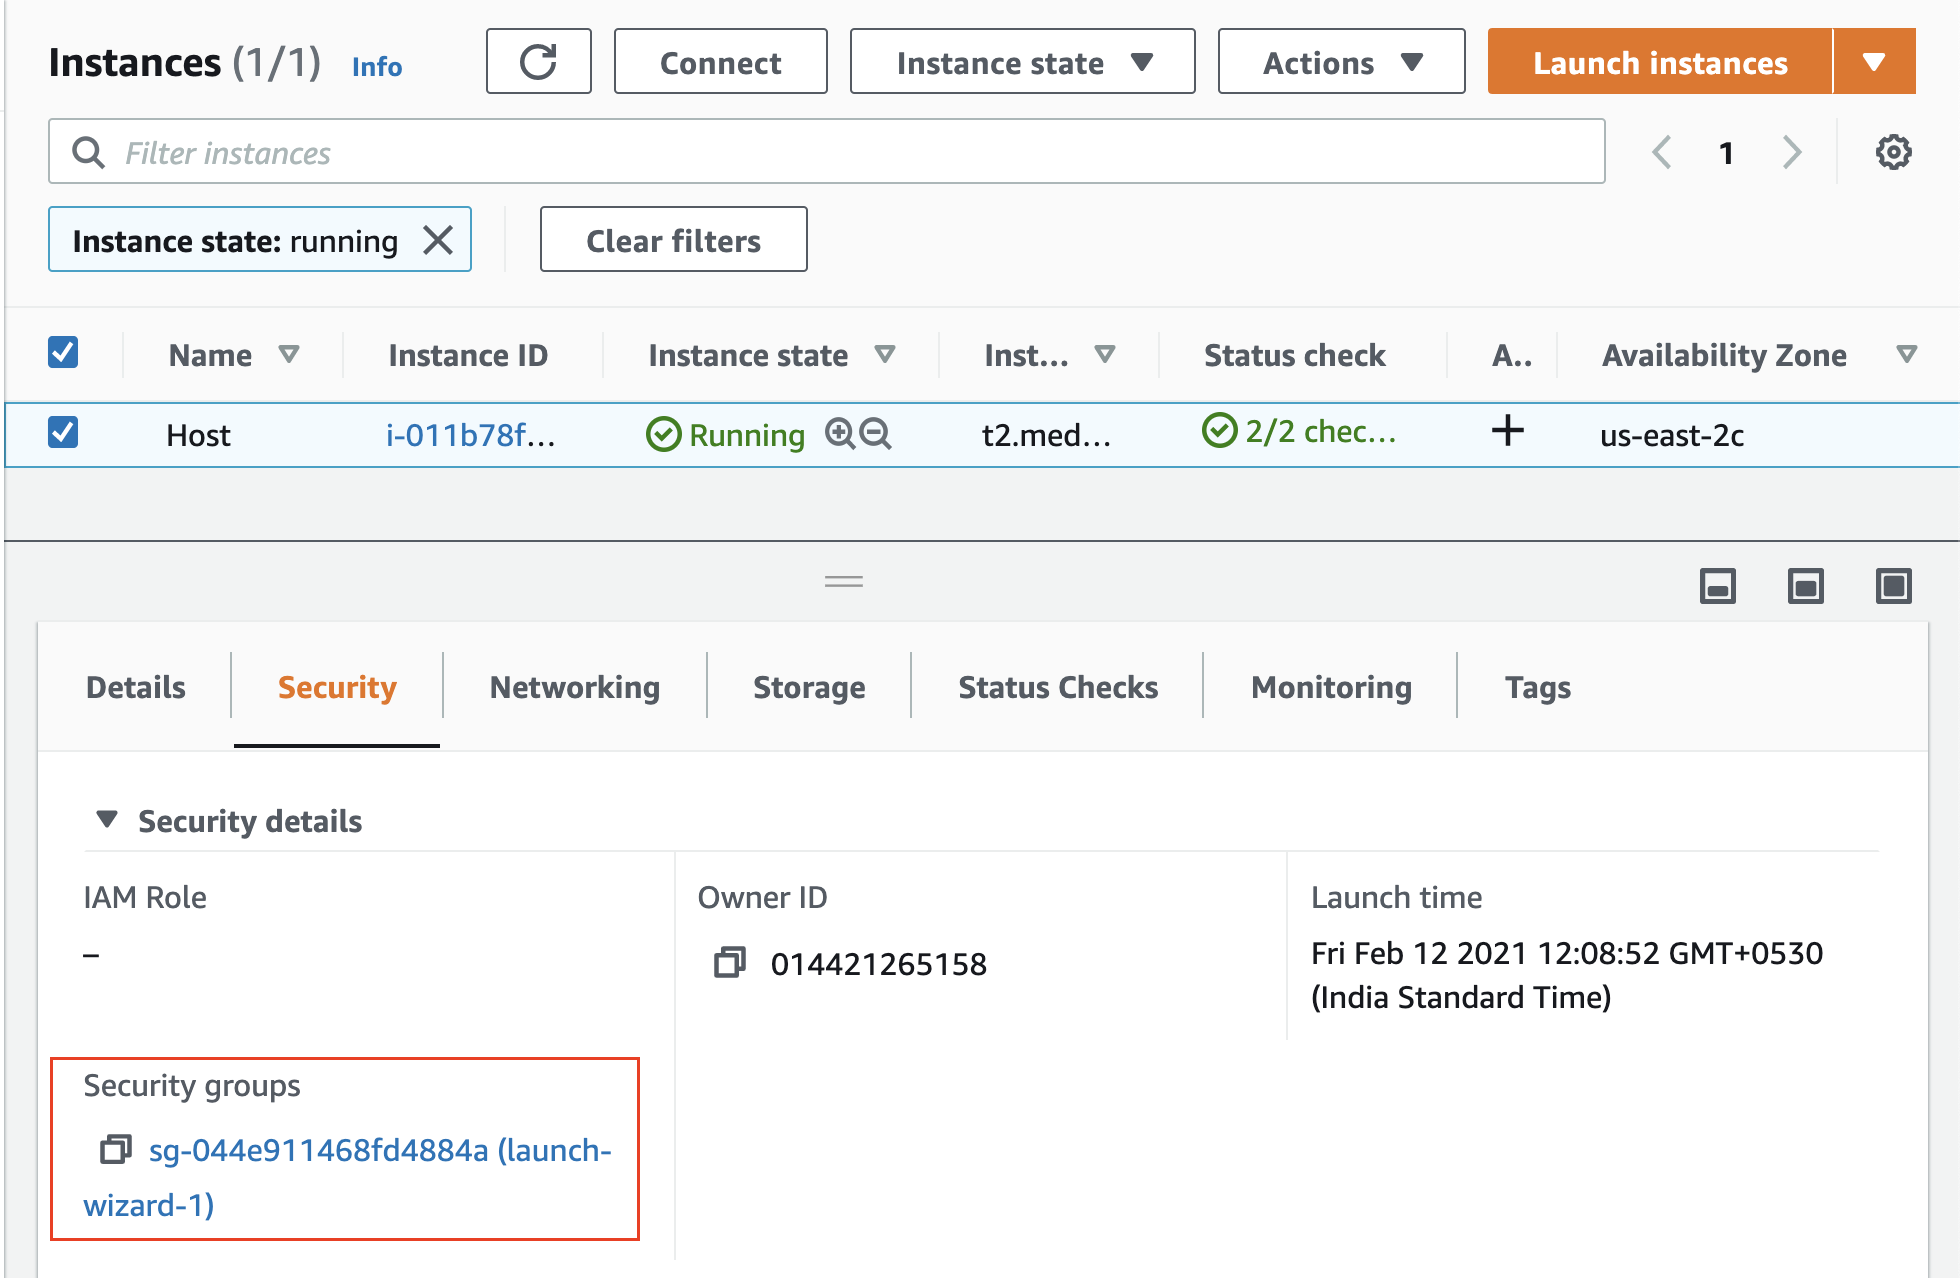 Instances (1/1) Info Connect Instance state Actions Launch instances
Filter instances 1
Instance state: running Clear filters
Name Instance ID Instance state Inst... Status check A.. Availability Zone
Host i-011b78f... Running t2.med... 2/2 chec... us-east-2c
Details Security Networking Storage Status Checks Monitoring Tags
Security details
IAM Role
–
Owner ID
014421265158
Launch time
Fri Feb 12 2021 12:08:52 GMT+0530
(India Standard Time)
Security groups
sg-044e911468fd4884a (launch-
wizard-1)